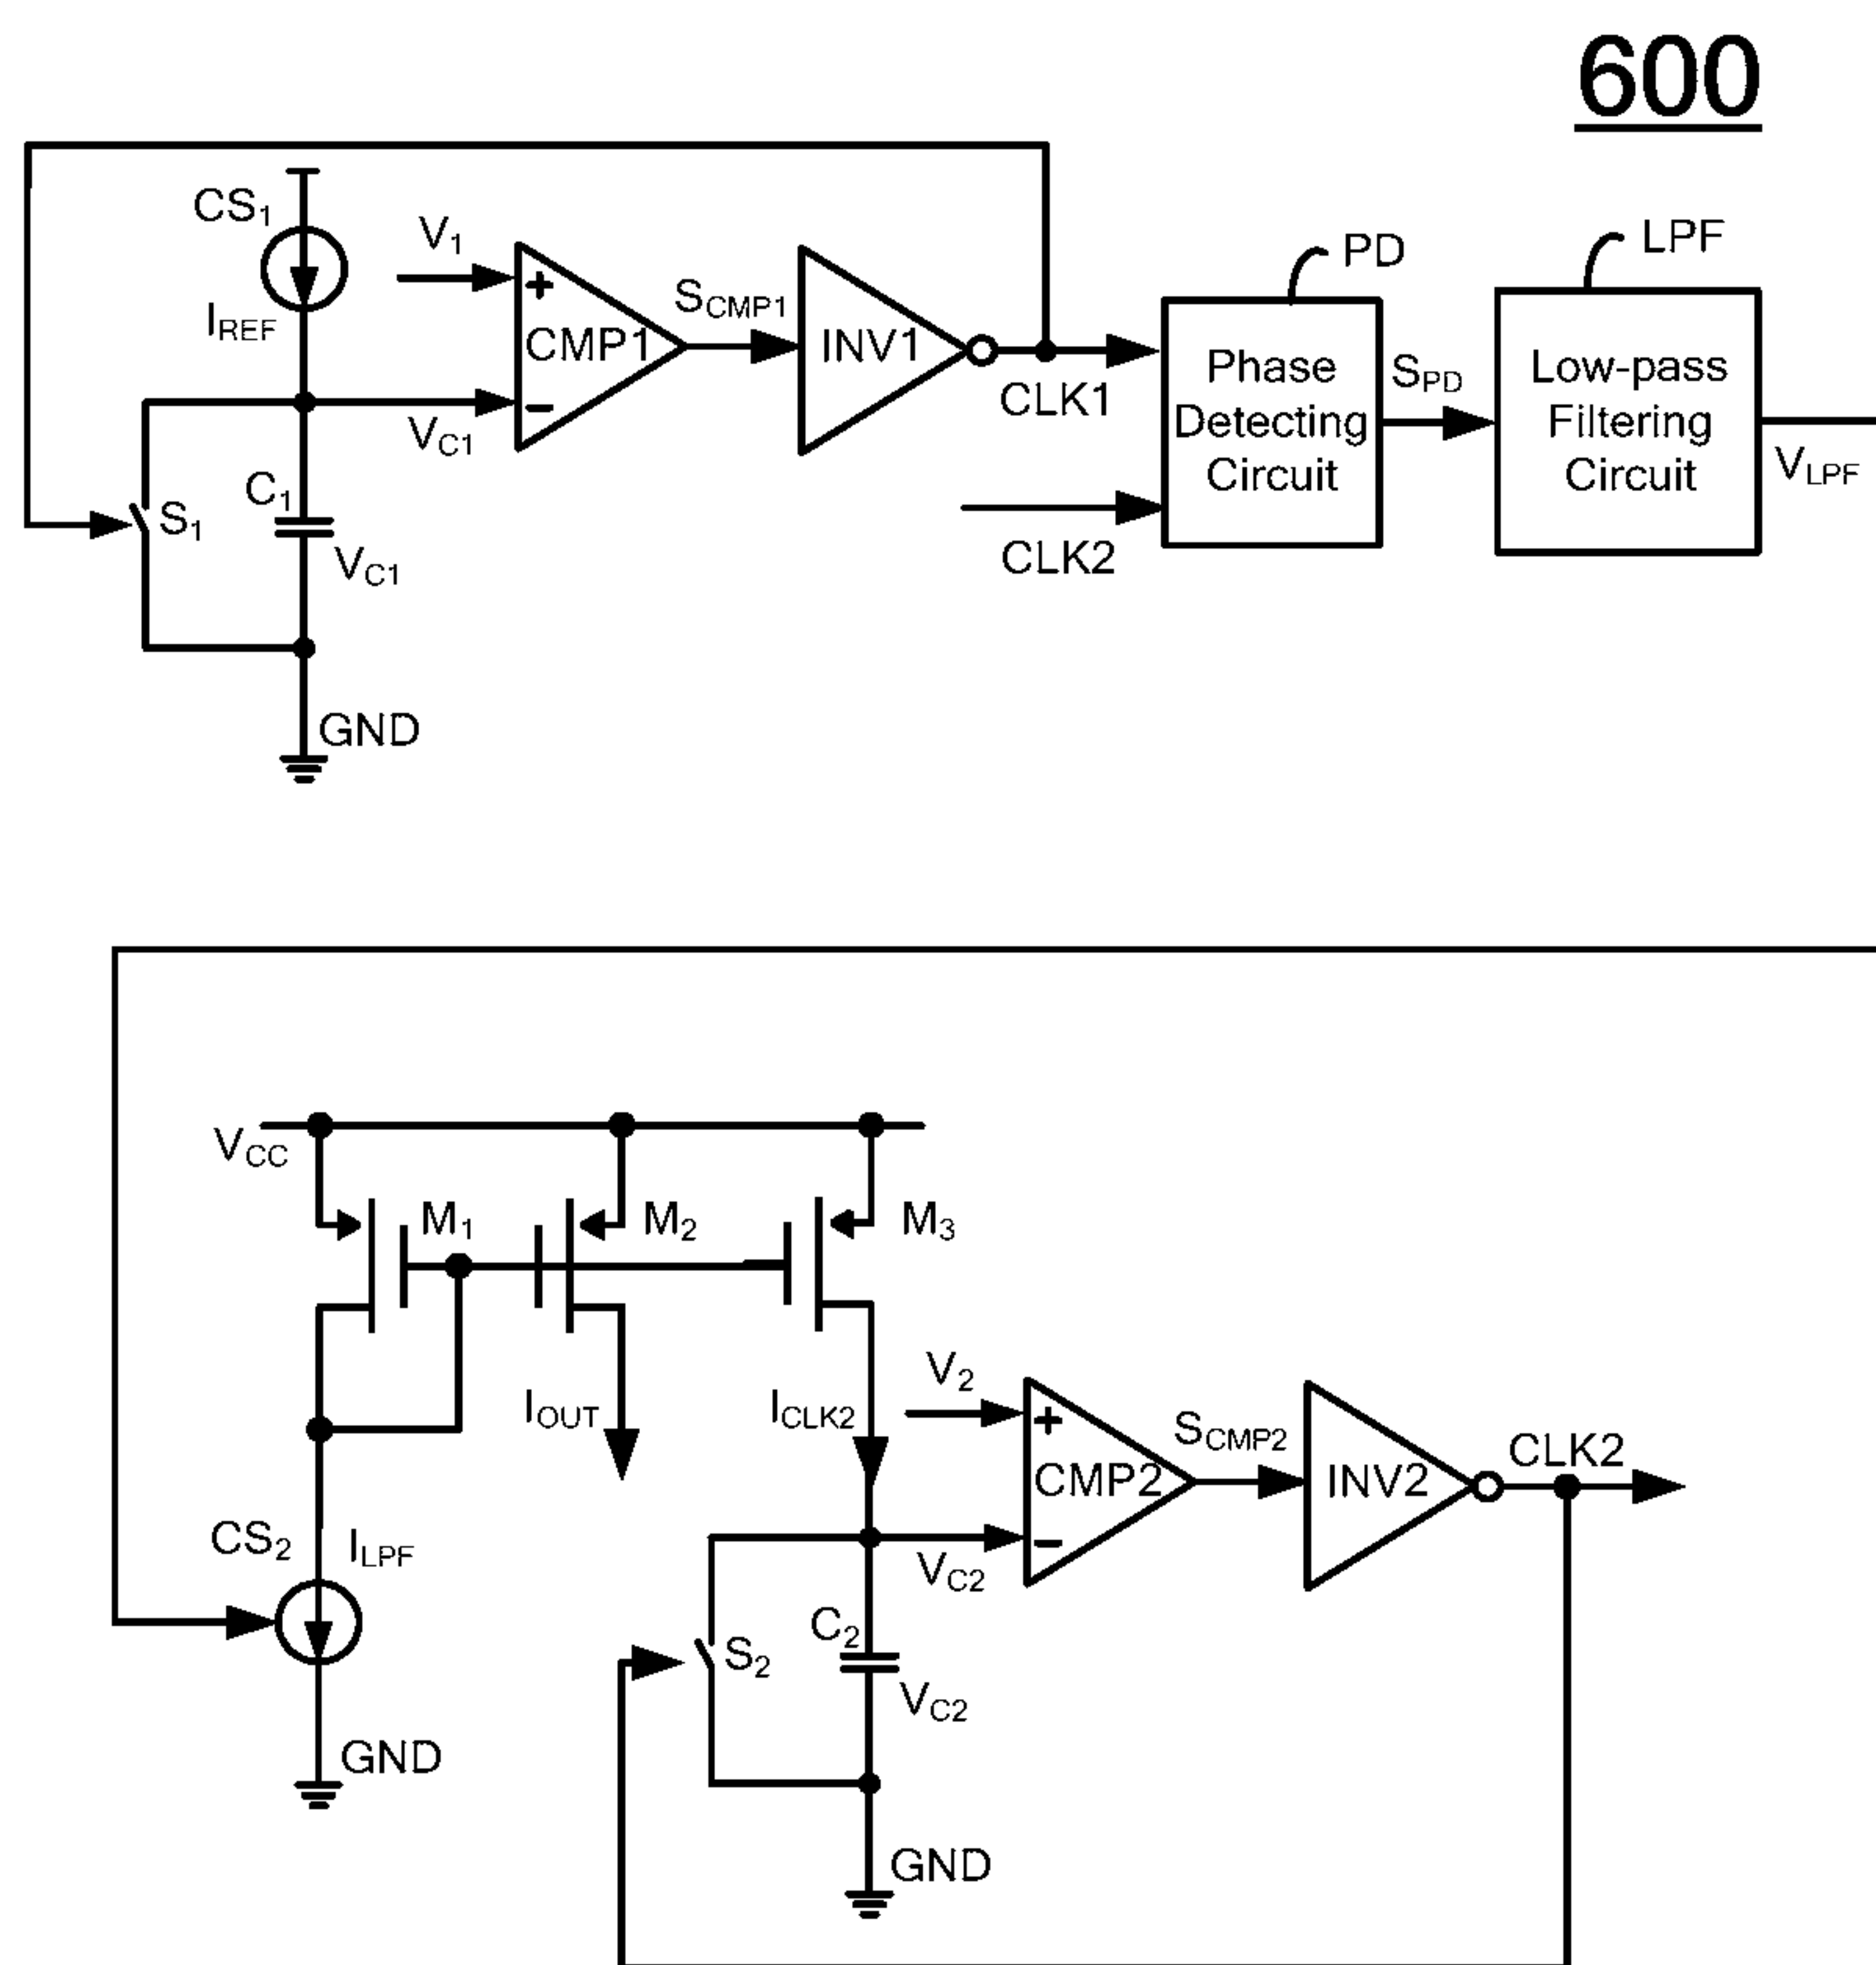 600
CS1
V1
PD
LPF
+
SCMP1
IREF
CMP1
INV1
Phase
Detecting
Circuit
SPD
Low-pass
Filtering
Circuit
CLK1
-
VC1
VLPF
C1
S1
CLK2
VC1
GND
VCC
M1
M2
M3
V2
IOUT
ICLK2
+
SCMP2
CLK2
CMP2
INV2
CS2
ILPF
-
VC2
C2
S2
VC2
GND
GND